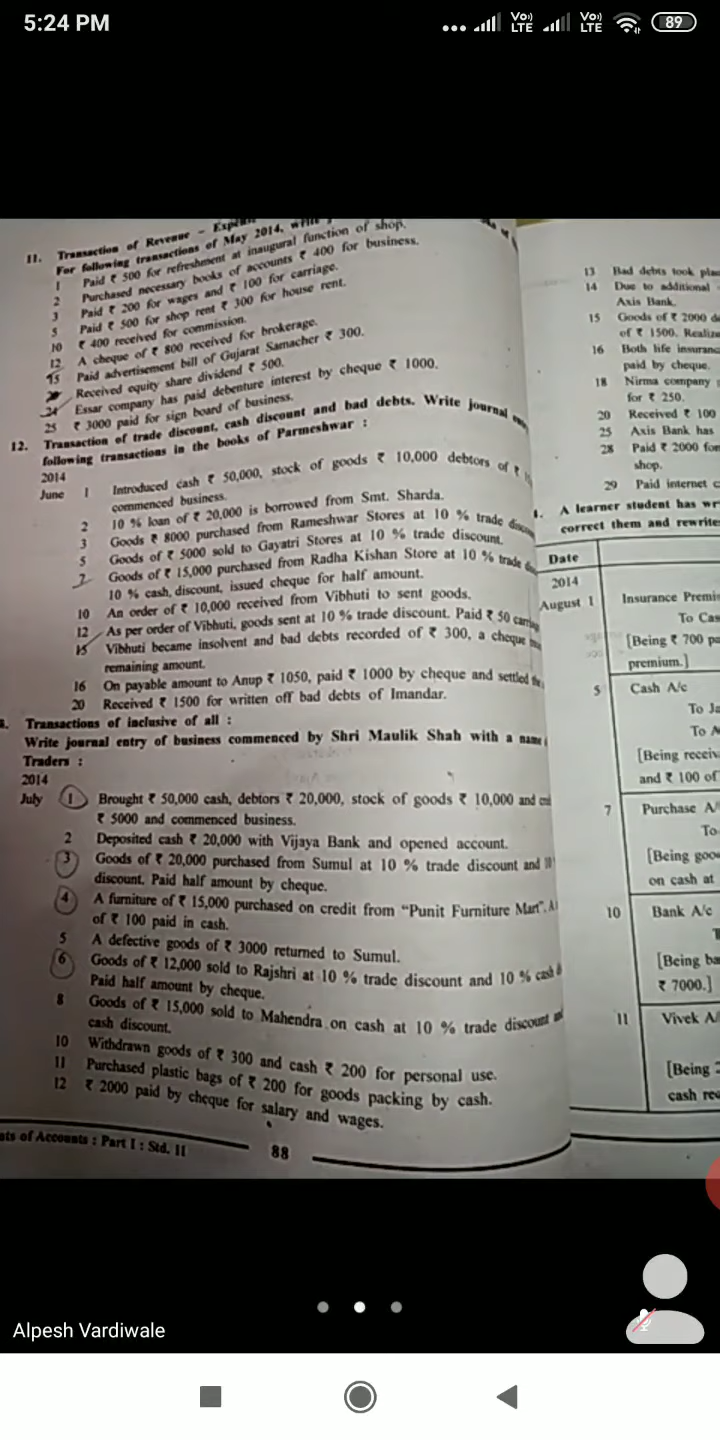 5:24 PM
Vo) LTE Vo) LTE 89
11. Transaction of Revenue –
For following transactions of May 2014,
1 Paid ₹ 500 for refreshment at inaugural function of shop.
2 Purchased necessary books of accounts ₹ 400 for business.
3 Paid ₹ 200 for wages and ₹ 100 for carriage.
5 Paid ₹ 500 for shop rent ₹ 300 for house rent.
10 ₹ 400 received for commission.
12 A cheque of ₹ 800 received for brokerage.
15 Paid advertisement bill of Gujarat Samacher ₹ 300.
Received equity share dividend ₹ 500.
24 Essar company has paid debenture interest by cheque ₹ 1000.
25 ₹ 3000 paid for sign board of business.
12. Transaction of trade discount, cash discount and bad debts. Write journal
following transactions in the books of Parmeshwar :
2014
June 1 Introduced cash ₹ 50,000, stock of goods ₹ 10,000 debtors of ₹
commenced business.
2 10 % loan of ₹ 20,000 is borrowed from Smt. Sharda.
3 Goods ₹ 8000 purchased from Rameshwar Stores at 10 % trade
5 Goods of ₹ 5000 sold to Gayatri Stores at 10 % trade discount.
7 Goods of ₹ 15,000 purchased from Radha Kishan Store at 10 % trade
10 % cash, discount, issued cheque for half amount.
10 An order of ₹ 10,000 received from Vibhuti to sent goods.
12 As per order of Vibhuti, goods sent at 10 % trade discount. Paid ₹ 50
15 Vibhuti became insolvent and bad debts recorded of ₹ 300, a cheque
remaining amount.
16 On payable amount to Anup ₹ 1050, paid ₹ 1000 by cheque and settled
20 Received ₹ 1500 for written off bad debts of Imandar.
Transactions of inclusive of all :
Write journal entry of business commenced by Shri Maulik Shah with a name
Traders :
2014
July 1 Brought ₹ 50,000 cash, debtors ₹ 20,000, stock of goods ₹ 10,000 and
₹ 5000 and commenced business.
2 Deposited cash ₹ 20,000 with Vijaya Bank and opened account.
3 Goods of ₹ 20,000 purchased from Sumul at 10 % trade discount and 10
discount. Paid half amount by cheque.
4 A furniture of ₹ 15,000 purchased on credit from “Punit Furniture Mart”.
of ₹ 100 paid in cash.
5 A defective goods of ₹ 3000 returned to Sumul.
6 Goods of ₹ 12,000 sold to Rajshri at 10 % trade discount and 10 % cash
Paid half amount by cheque.
8 Goods of ₹ 15,000 sold to Mahendra on cash at 10 % trade discount
cash discount.
10 Withdrawn goods of ₹ 300 and cash ₹ 200 for personal use.
11 Purchased plastic bags of ₹ 200 for goods packing by cash.
12 ₹ 2000 paid by cheque for salary and wages.
of Accounts : Part I : Std. 11
88
13 Bad debts took
14 Due to additional
Axis Bank.
15 Goods of ₹ 2000
of ₹ 1500.
16 Both life
paid by cheque.
18 Nirma company
for ₹ 250.
20 Received ₹ 100
25 Axis Bank has
28 Paid ₹ 2000
shop.
29 Paid internet
A learner student has
correct them and
Date
2014
August 1 Insurance
To
[Being ₹ 700
premium.]
5 Cash A/c
To
To
[Being
and ₹ 100 of
7 Purchase
To
[Being
on cash at
10 Bank A/c
[Being
₹ 7000.]
11 Vivek
[Being
cash
Alpesh Vardiwale